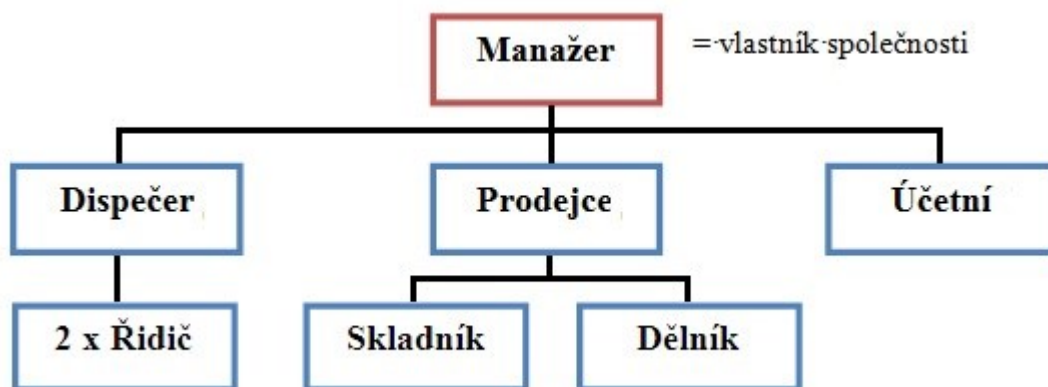 Manažer
=·vlastník·společnosti
Dispečer
Prodejce
Účetní
2 x Řidič
Skladník
Dělník